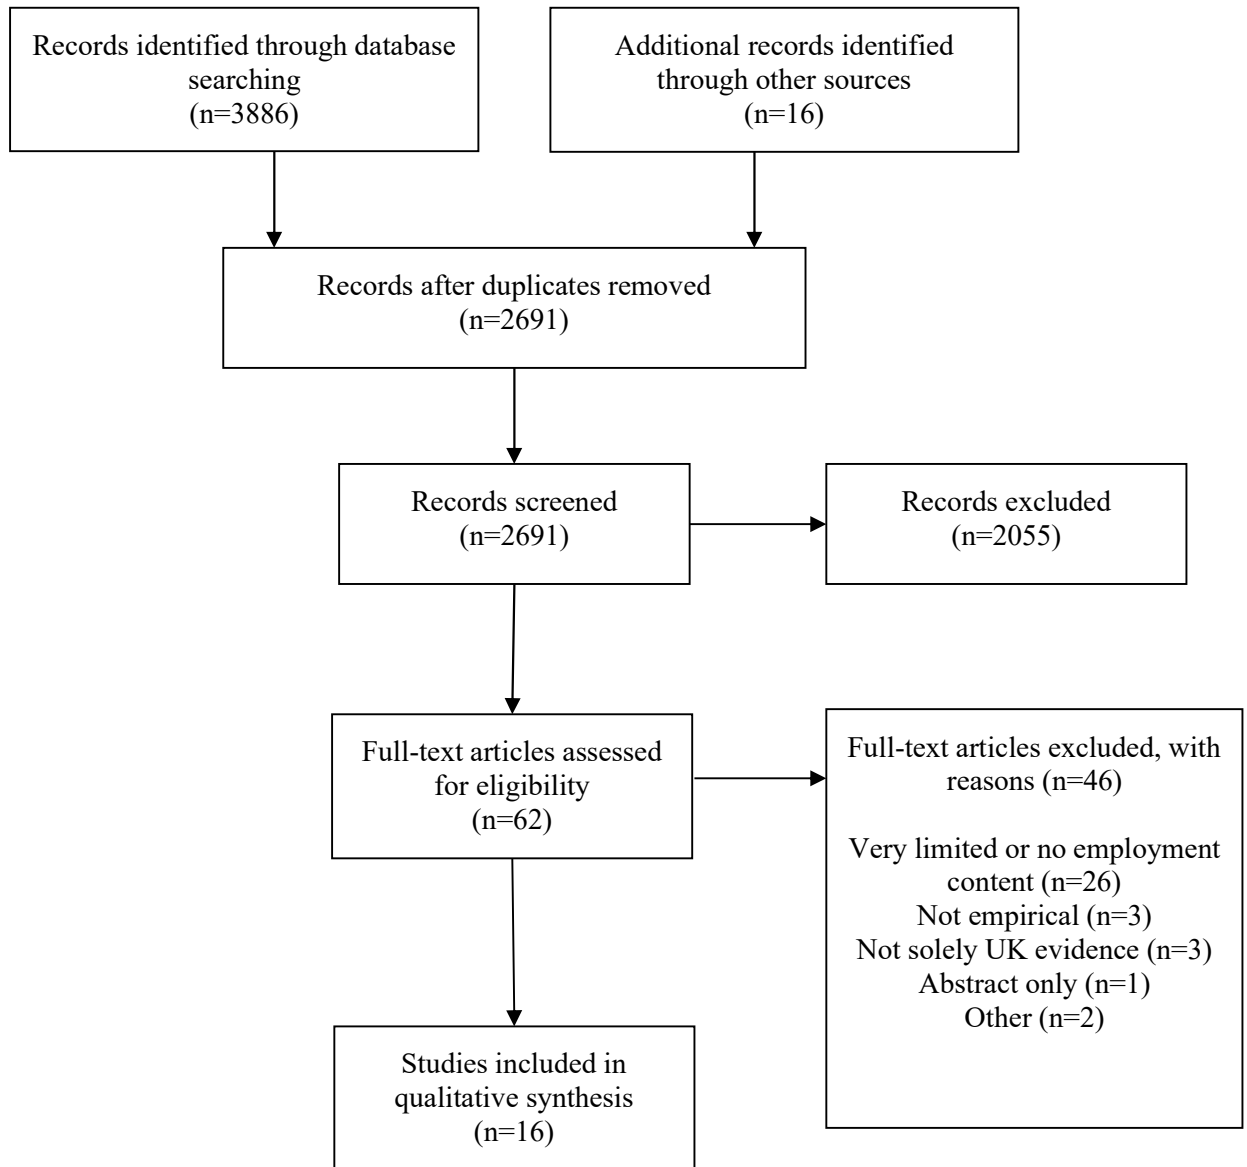 Records identified through database
searching
(n=3886)
Additional records identified
through other sources
(n=16)
Records after duplicates removed
(n=2691)
Records screened
(n=2691)
Records excluded
(n=2055)
Full-text articles assessed
for eligibility
(n=62)
Full-text articles excluded, with
reasons (n=46)
Very limited or no employment
content (n=26)
Not empirical (n=3)
Not solely UK evidence (n=3)
Abstract only (n=1)
Other (n=2)
Studies included in
qualitative synthesis
(n=16)